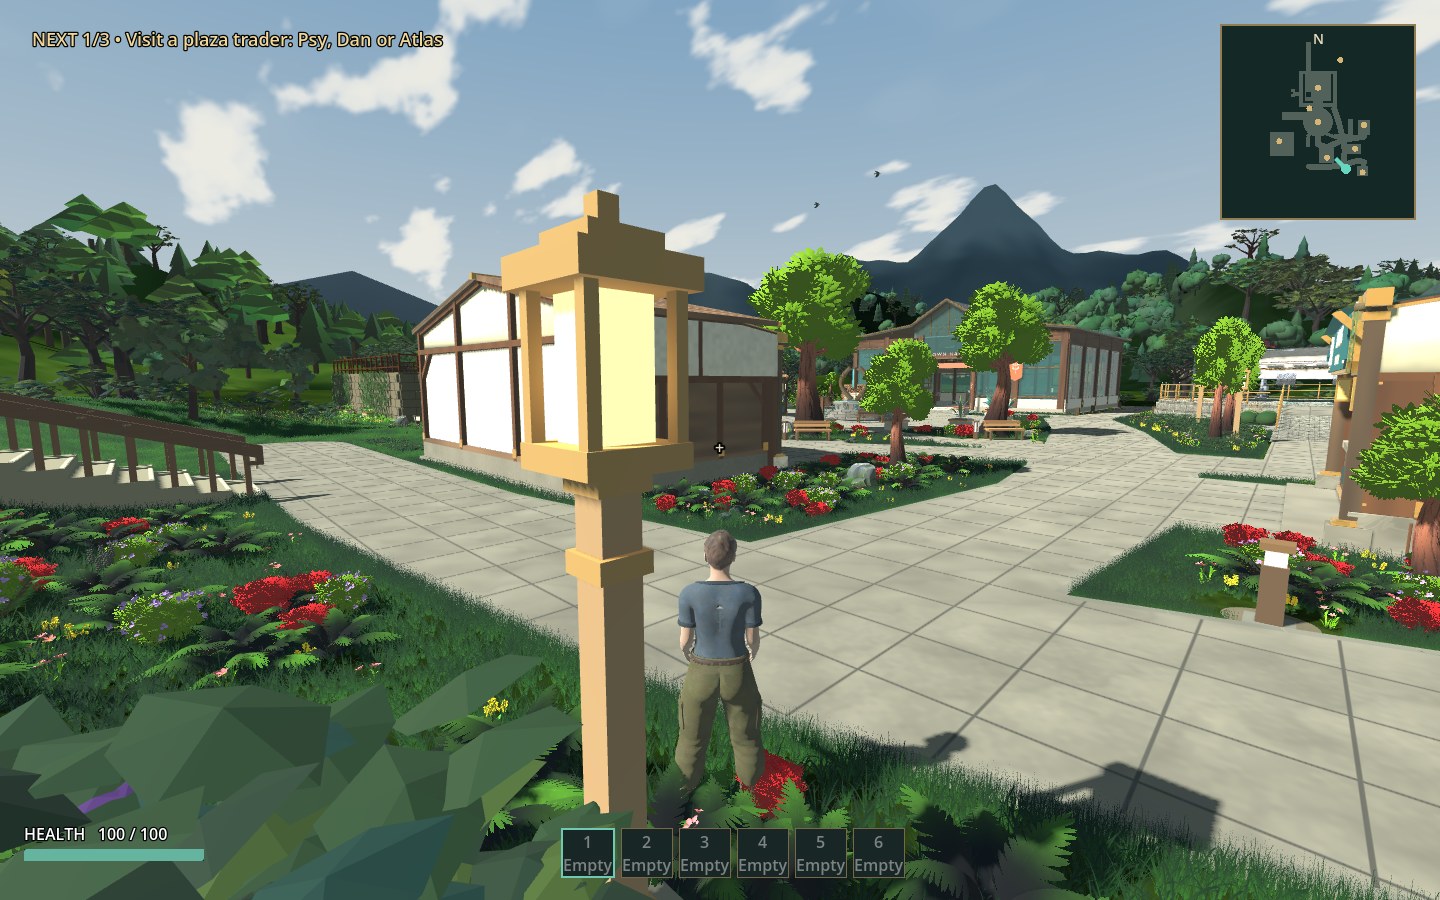 NEXT 1/3 • Visit a plaza trader: Psy, Dan or Atlas
N
HEALTH 100 / 100
1 2 3 4 5 6
Empty Empty Empty Empty Empty Empty